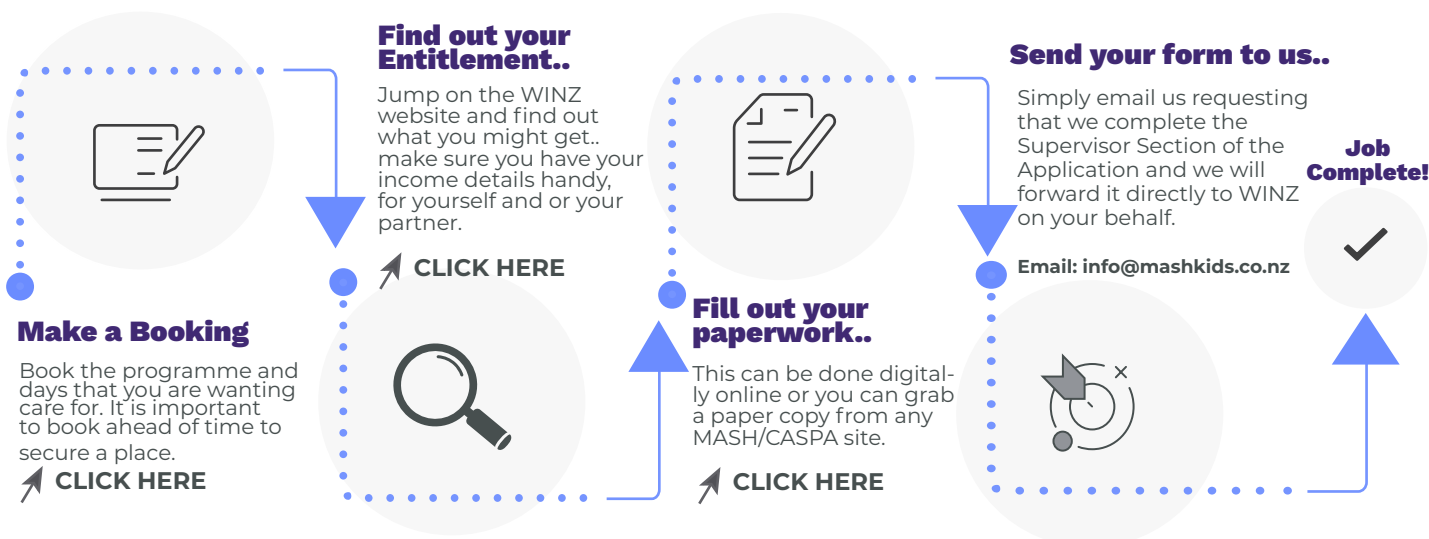 Make a Booking
Book the programme and
days that you are wanting
care for. It is important
to book ahead of time to
secure a place.
CLICK HERE
Find out your
Entitlement..
Jump on the WINZ
website and find out
what you might get..
make sure you have your
income details handy,
for yourself and or your
partner.
CLICK HERE
Fill out your
paperwork..
This can be done digital-
ly online or you can grab
a paper copy from any
MASH/CASPA site.
CLICK HERE
Send your form to us..
Simply email us requesting
that we complete the
Supervisor Section of the
Application and we will
forward it directly to WINZ
on your behalf.
Email: info@mashkids.co.nz
Job
Complete!